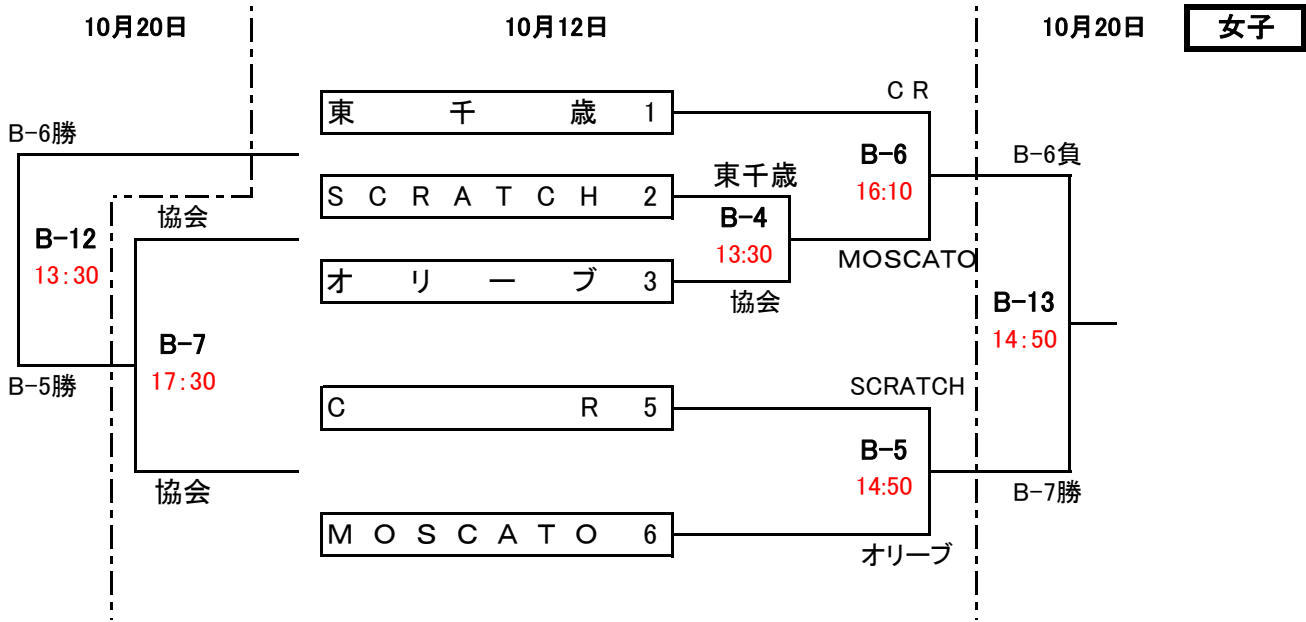 10月20日 10月12日 10月20日 女子
CR
東千歳 1
B-6勝
B-6 B-6負
16:10
東千歳
SCRATCH 2
協会 B-4
B-12 13:30
13:30 MOSCATO
オリーブ 3
協会 B-13
14:50
B-7
17:30
B-5勝 SCRATCH
CR 5
B-5
14:50
協会 B-7勝
MOSCATO 6
オリーブ